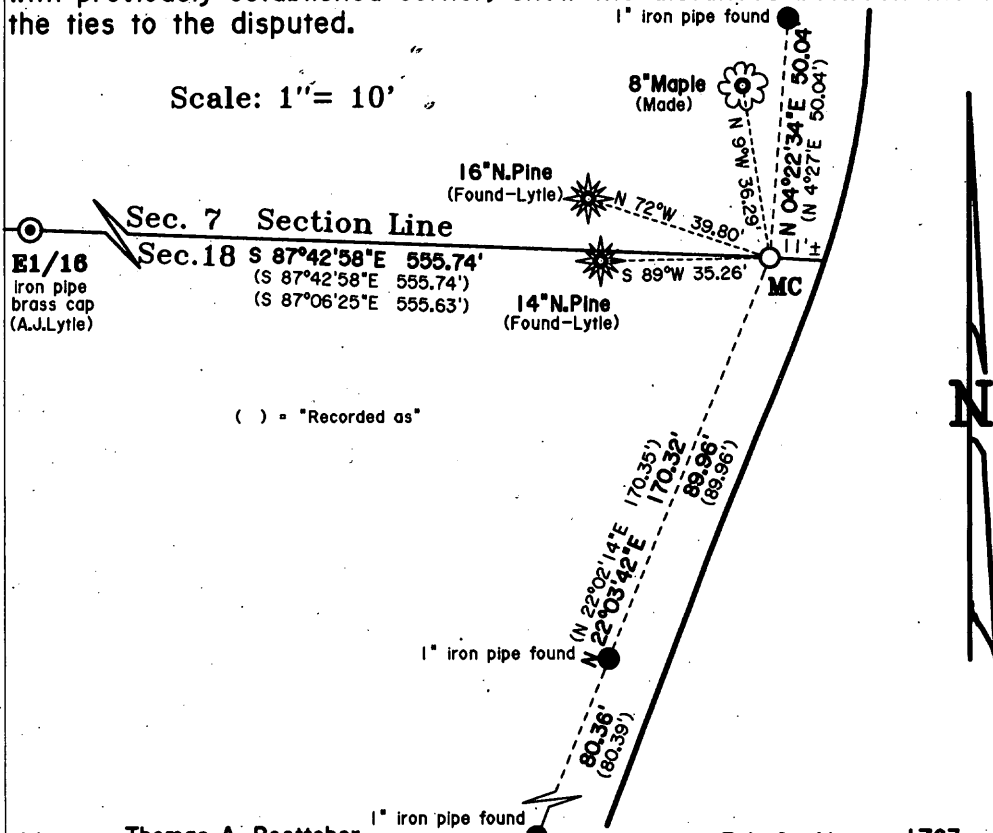 the ties to the disputed.
1" iron pipe found
Scale: 1"= 10'
8"Maple
(Made)
N 04°22'34"E 50.04'
(N 4°27'E 50.04')
N 9°W 36.29'
16"N.Pine
(Found-Lytle)
N 72°W 39.80'
Sec. 7 Section Line
Sec.18 S 87°42'58"E 555.74'
(S 87°42'58"E 555.74')
(S 87°06'25"E 555.63')
E1/16
iron pipe
brass cap
(A.J.Lytle)
S 89°W 35.26'
MC
14"N.Pine
(Found-Lytle)
( ) = "Recorded as"
N
(N 22°02'14"E 170.35')
N 22°03'42"E 170.32'
89.96'
(89.96')
1" iron pipe found
80.36'
(80.39')
1" iron pipe found